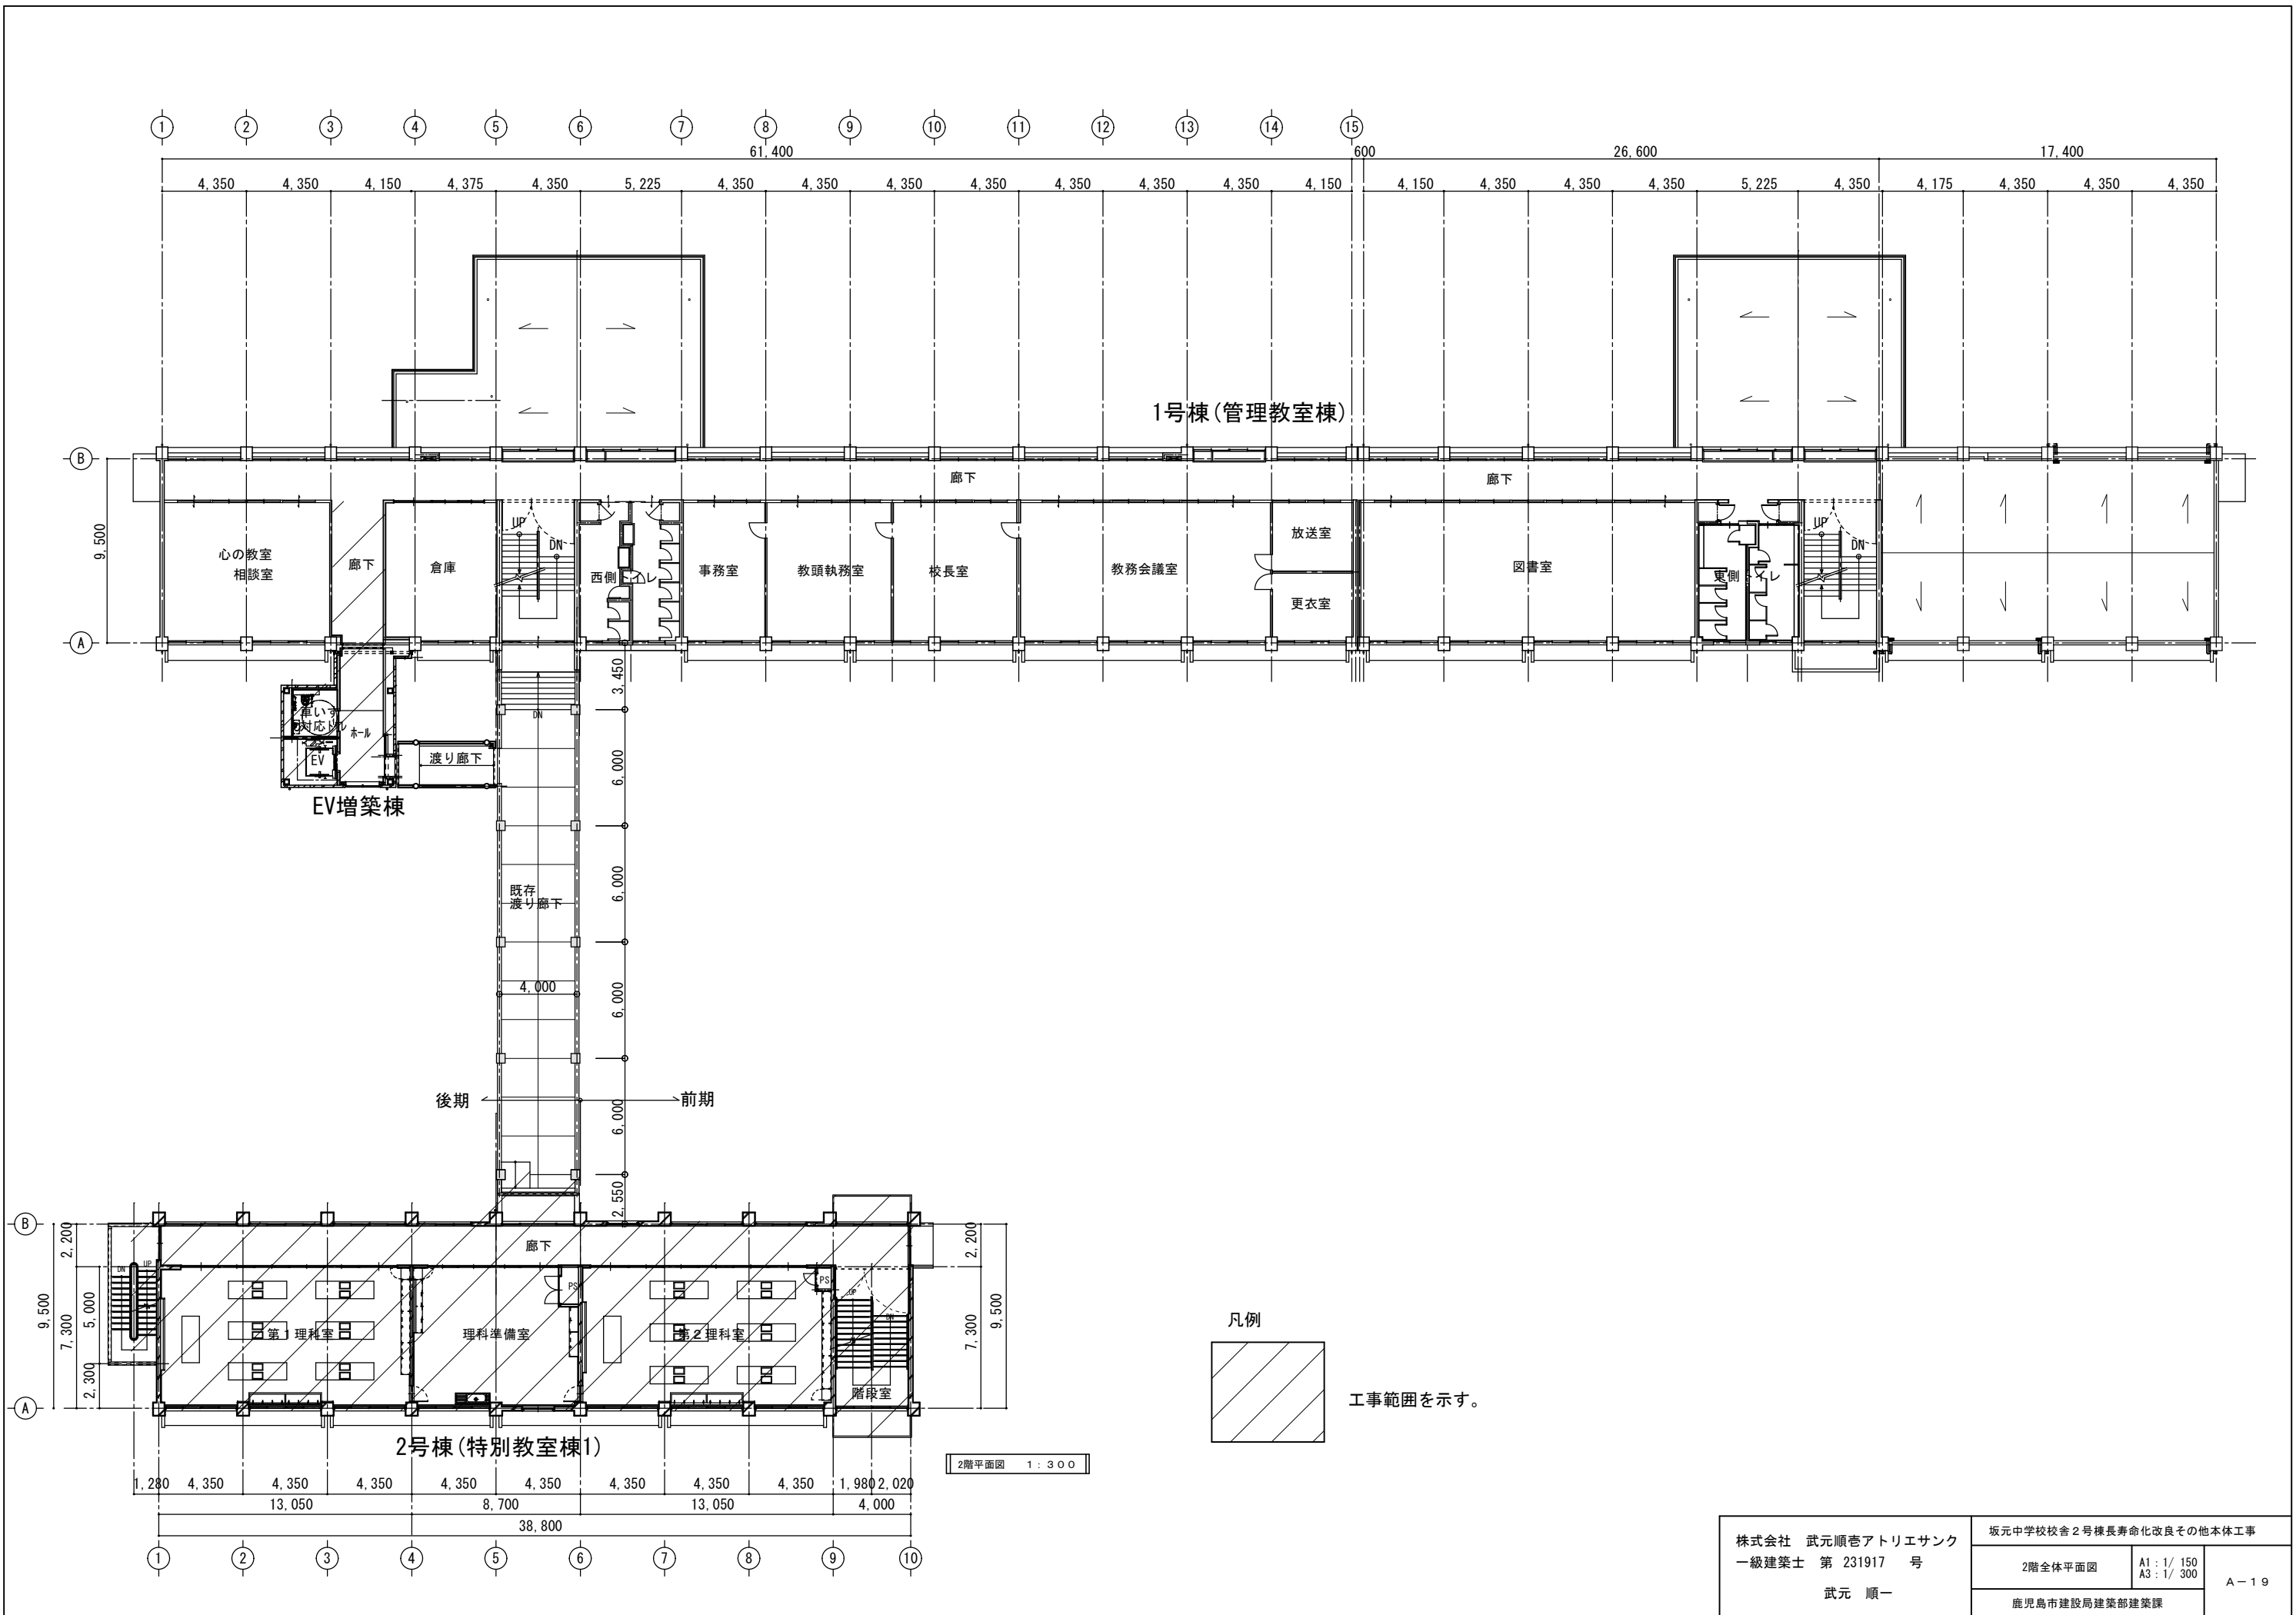 ① ② ③ ④ ⑤ ⑥ ⑦ ⑧ ⑨ ⑩ ⑪ ⑫ ⑬ ⑭ ⑮
61,400 600 26,600 17,400
4,350 4,350 4,150 4,375 4,350 5,225 4,350 4,350 4,350 4,350 4,350 4,350 4,350 4,150 4,150 4,350 4,350 4,350 5,225 4,350 4,175 4,350 4,350 4,350
1号棟(管理教室棟)
Ⓑ
9,500
Ⓐ
廊下
廊下
心の教室
相談室
廊下
倉庫
UP
DN
西側トイレ
事務室
教頭執務室
校長室
教務会議室
放送室
更衣室
図書室
東側トイレ
UP
DN
車いす
対応トイレ
ホール
EV
渡り廊下
EV増築棟
DN
3,450
6,000
6,000
6,000
6,000
2,550
既存
渡り廊下
4,000
後期
前期
Ⓑ
Ⓐ
9,500
2,200
7,300
5,000
2,300
廊下
DN
UP
第1理科室
理科準備室
PS
第2理科室
PS
UP
DN
階段室
2,200
7,300
9,500
2号棟(特別教室棟1)
1,280 4,350 4,350 4,350 4,350 4,350 4,350 4,350 4,350 1,980 2,020
13,050 8,700 13,050 4,000
38,800
① ② ③ ④ ⑤ ⑥ ⑦ ⑧ ⑨ ⑩
2階平面図 1:300
凡例
工事範囲を示す。
株式会社 武元順壱アトリエサンク
一級建築士 第 231917 号
武元 順一
坂元中学校校舎2号棟長寿命化改良その他本体工事
2階全体平面図
A1:1/ 150
A3:1/ 300
A-19
鹿児島市建設局建築部建築課